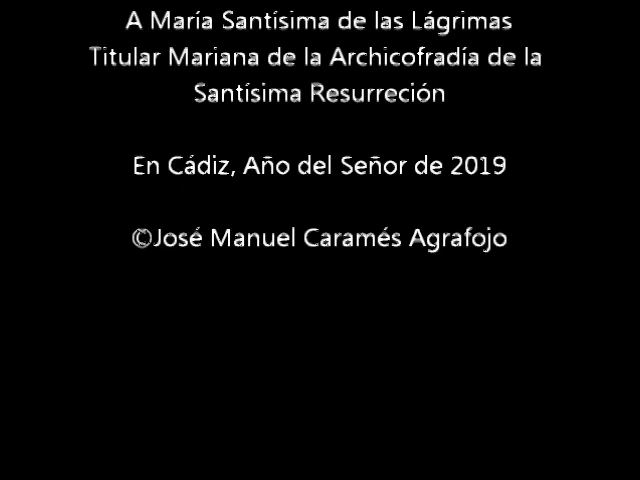 A María Santísima de las Lágrimas
Titular Mariana de la Archicofradía de la
Santísima Resurreción
En Cádiz, Año del Señor de 2019
©José Manuel Caramés Agrafojo